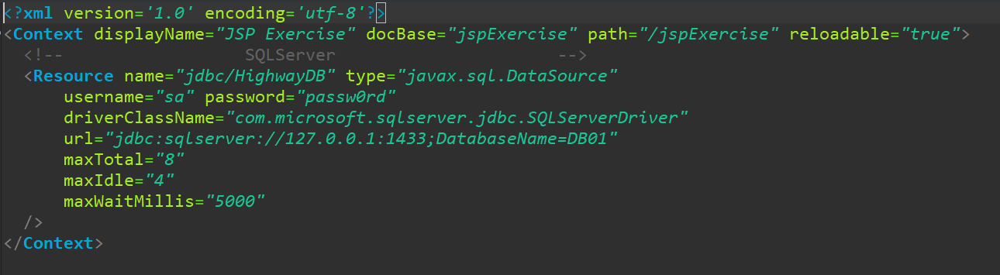 <?xml version='1.0' encoding='utf-8'?>
<Context displayName="JSP Exercise" docBase="jspExercise" path="/jspExercise" reloadable="true">
<!-- SQLServer -->
<Resource name="jdbc/HighwayDB" type="javax.sql.DataSource"
username="sa" password="passw0rd"
driverClassName="com.microsoft.sqlserver.jdbc.SQLServerDriver"
url="jdbc:sqlserver://127.0.0.1:1433;DatabaseName=DB01"
maxTotal="8"
maxIdle="4"
maxWaitMillis="5000"
/>
</Context>